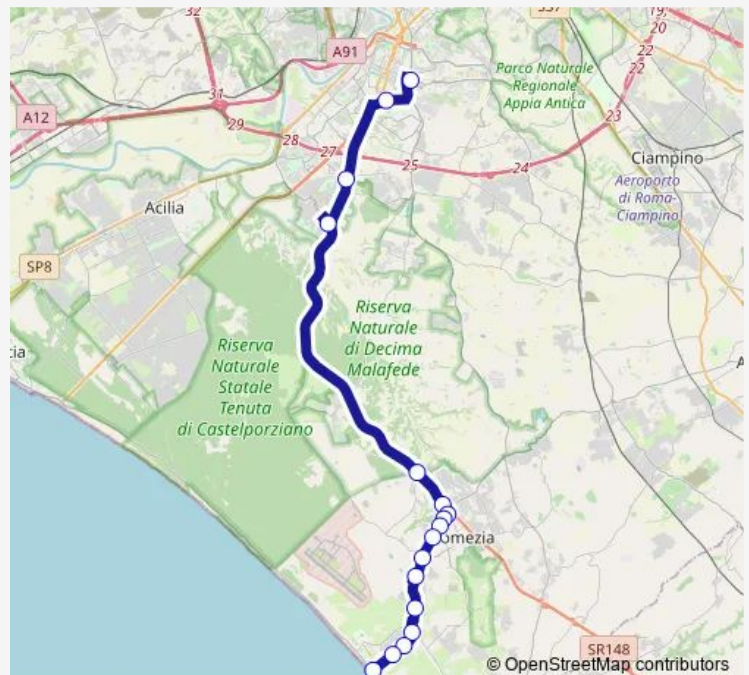 32
A91
Parco Naturale
Regionale
Appia Antica
19,
20
22
22
A12
31
29
28
27
25
24
23
Ciampino
Aeroporto
di Roma-
Ciampino
Acilia
SP8
Riserva
Naturale
di Decima
Malafede
Riserva
Naturale
Statale
Tenuta
di Castelporziano
cia
A
omezia
SR148
© OpenStreetMap contributors